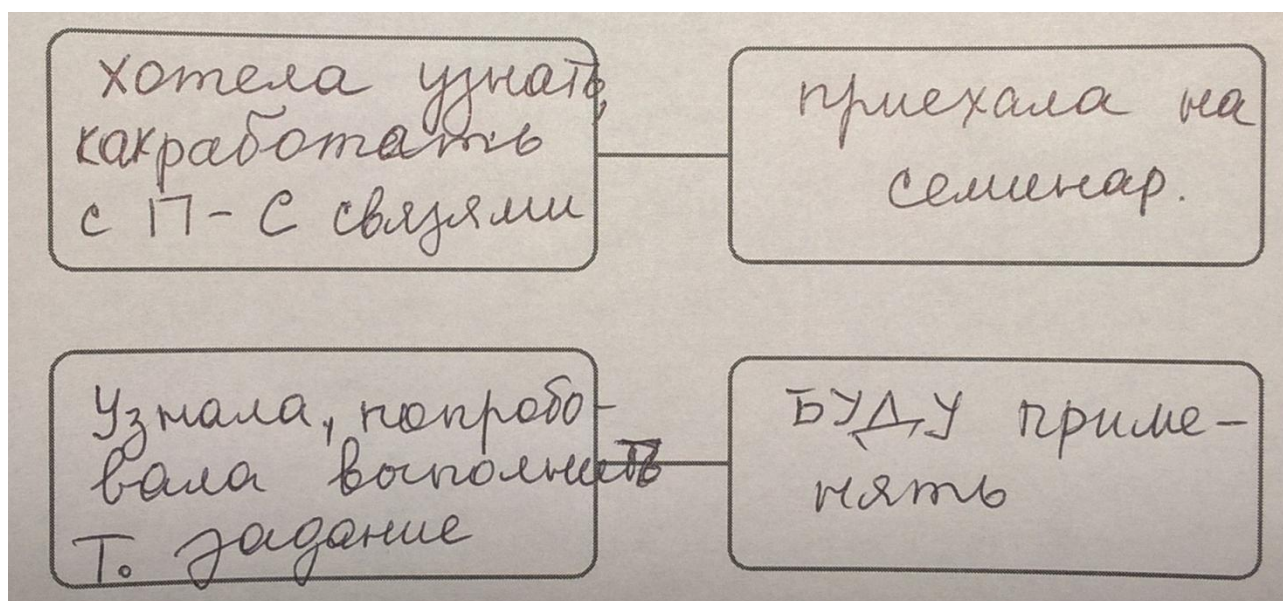 хотела узнать,
какработать
с П-С связями
приехала на
семинар.
Узнала, попробо-
вала выполнить
Т. задание
БУДУ приме-
нять